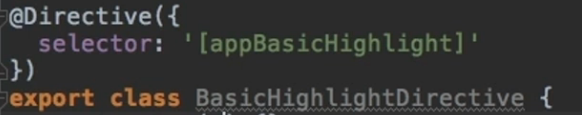 @Directive({
selector: '[appBasicHighlight]'
})
export class BasicHighlightDirective {